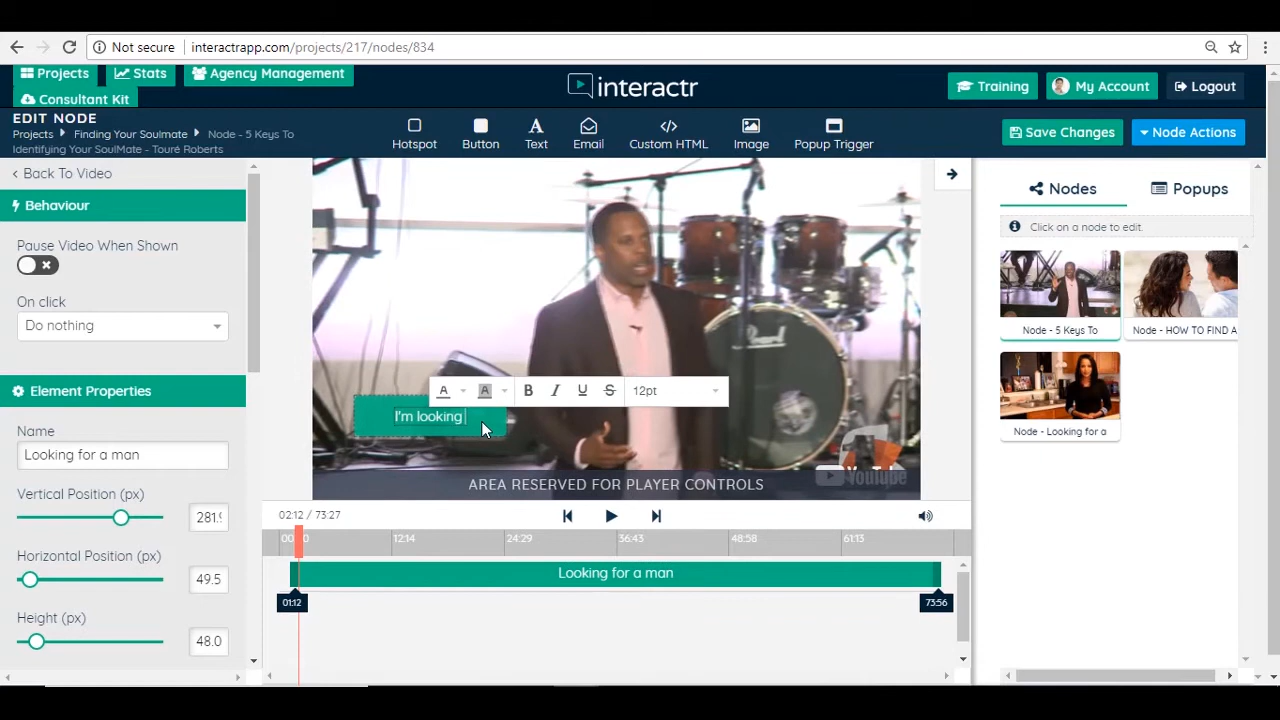 Not secure
interactrapp.com/projects/217/nodes/834
Projects
Stats
Agency Management
Consultant Kit
interactr
Training
My Account
Logout
EDIT NODE
Projects
Finding Your Soulmate
Node - 5 Keys To
Identifying Your SoulMate - Touré Roberts
Hotspot
Button
Text
Email
Custom HTML
Image
Popup Trigger
Save Changes
Node Actions
Back To Video
Behaviour
Pause Video When Shown
On click
Do nothing
Element Properties
Name
Looking for a man
Vertical Position (px)
281.9
Horizontal Position (px)
49.5
Height (px)
48.0
A
A
B
I
U
S
12pt
I'm looking
Pearl
YouTube
AREA RESERVED FOR PLAYER CONTROLS
02:12 / 73:27
12:14
24:29
36:43
48:58
61:13
Looking for a man
01:12
73:56
Nodes
Popups
Click on a node to edit.
Node - 5 Keys To
Node - HOW TO FIND A
Node - Looking for a